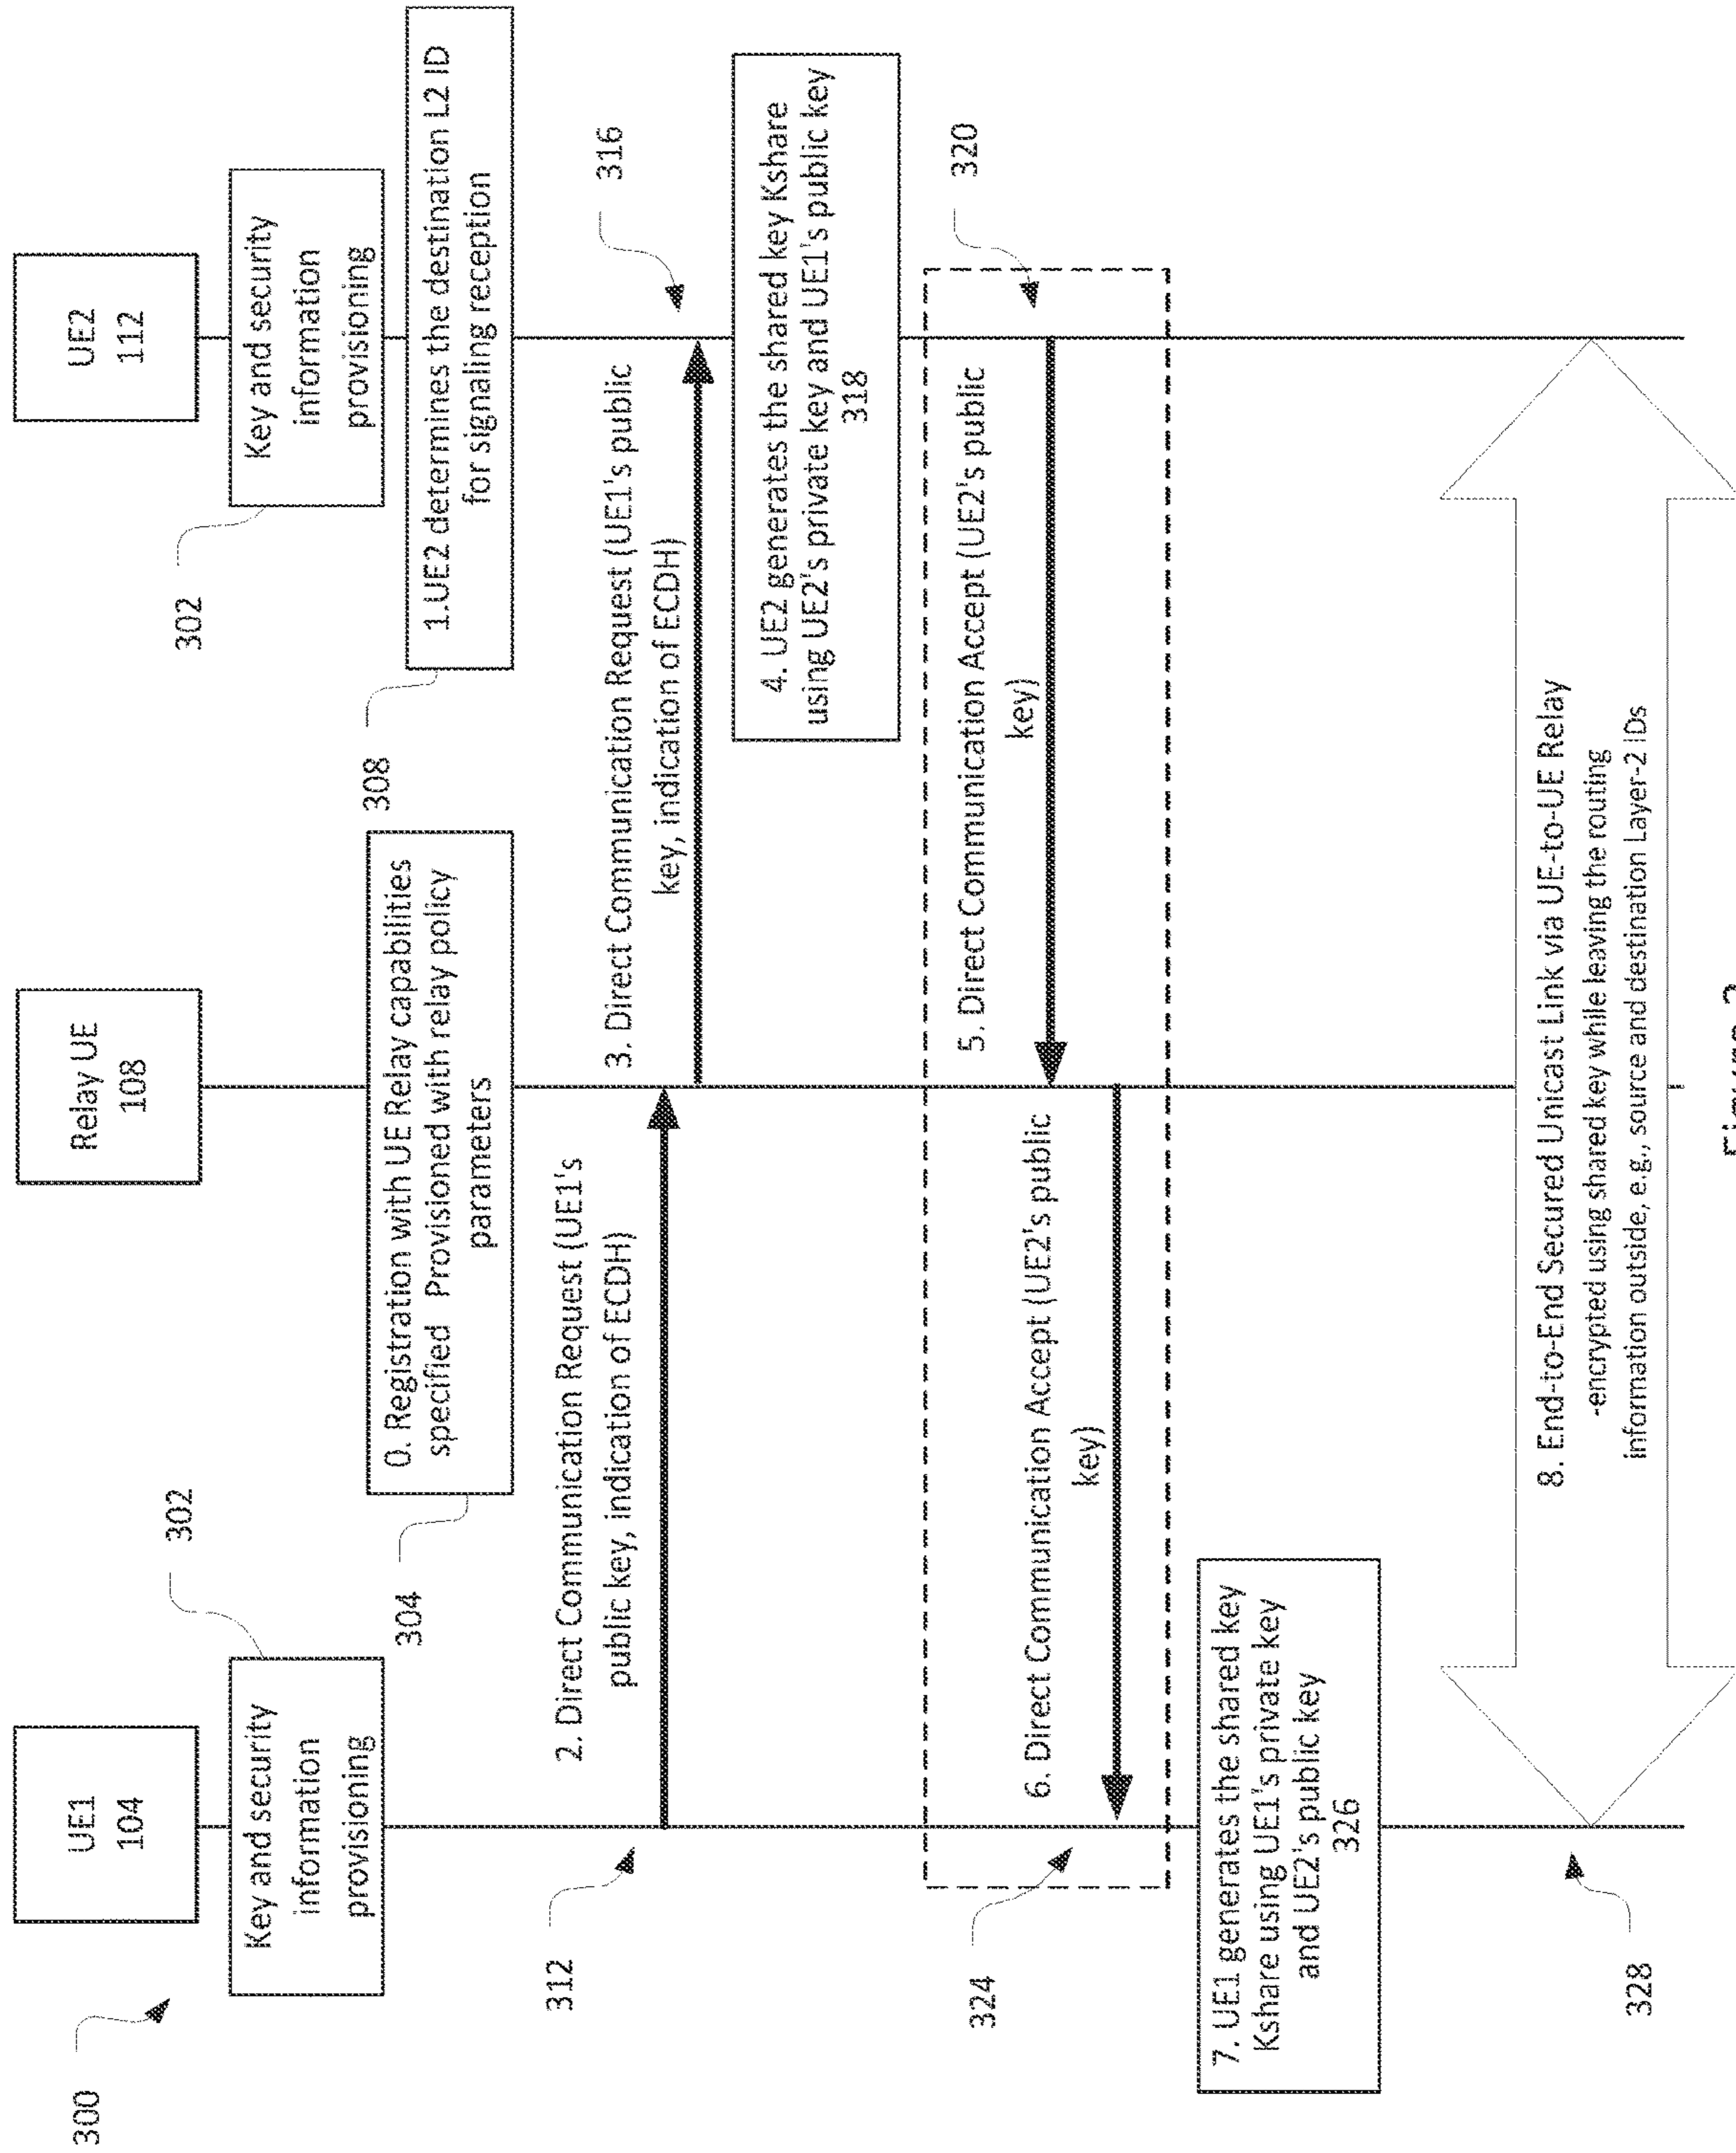 300
UE1
104
Relay UE
108
UE2
112
302
Key and security
information
provisioning
302
Key and security
information
provisioning
304
0. Registration with UE Relay capabilities
specified Provisioned with relay policy
parameters
308
1.UE2 determines the destination L2 ID
for signaling reception
312
2. Direct Communication Request (UE1's
public key, indication of ECDH)
3. Direct Communication Request (UE1's public
key, indication of ECDH)
316
4. UE2 generates the shared key Kshare
using UE2's private key and UE1's public key
318
320
5. Direct Communication Accept (UE2's public
key)
324
6. Direct Communication Accept (UE2's public
key)
7. UE1 generates the shared key
Kshare using UE1's private key
and UE2's public key
326
328
8. End-to-End Secured Unicast Link via UE-to-UE Relay
-encrypted using shared key while leaving the routing
information outside, e.g., source and destination Layer-2 IDs